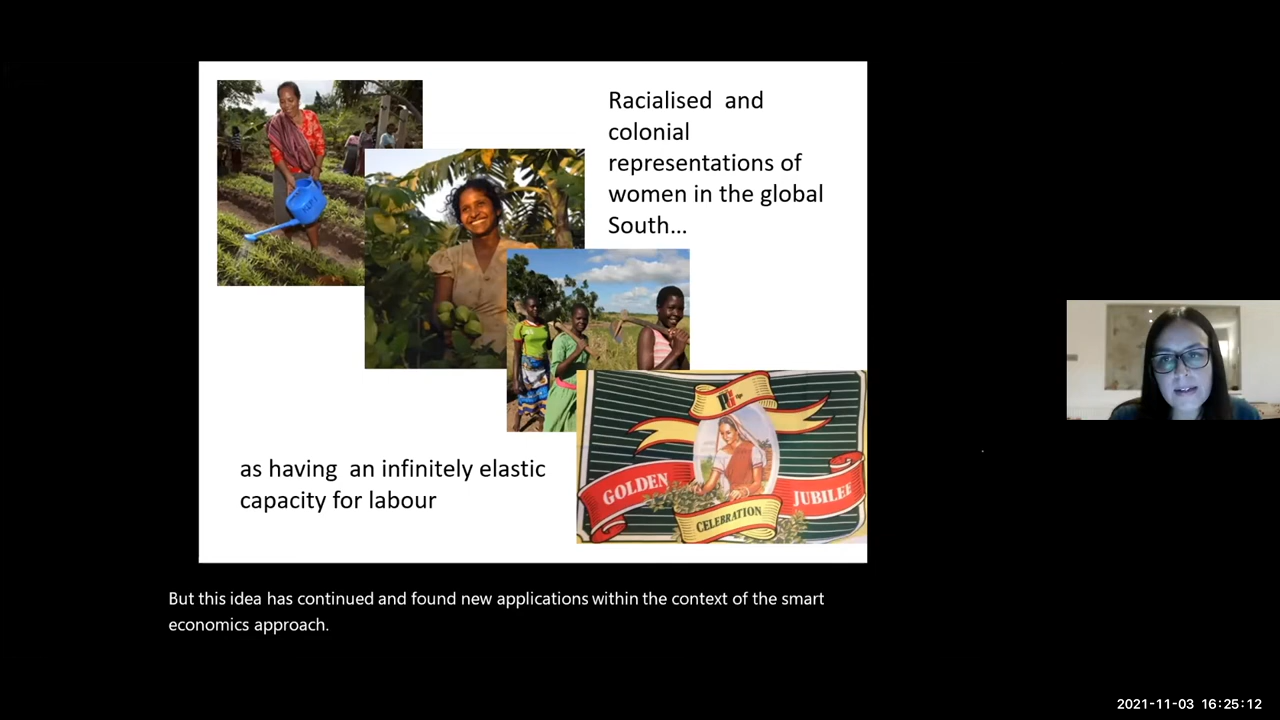 Racialised and
colonial
representations of
women in the global
South...
as having an infinitely elastic
capacity for labour
GOLDEN
JUBILEE
CELEBRATION
But this idea has continued and found new applications within the context of the smart
economics approach.
2021-11-03 16:25:12